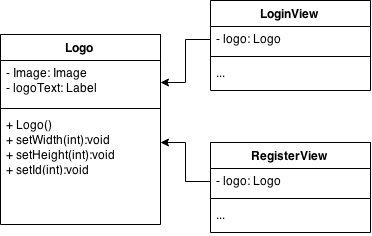 Logo
- Image: Image
- logoText: Label
+ Logo()
+ setWidth(int):void
+ setHeight(int):void
+ setId(int):void
LoginView
- logo: Logo
...
RegisterView
- logo: Logo
...